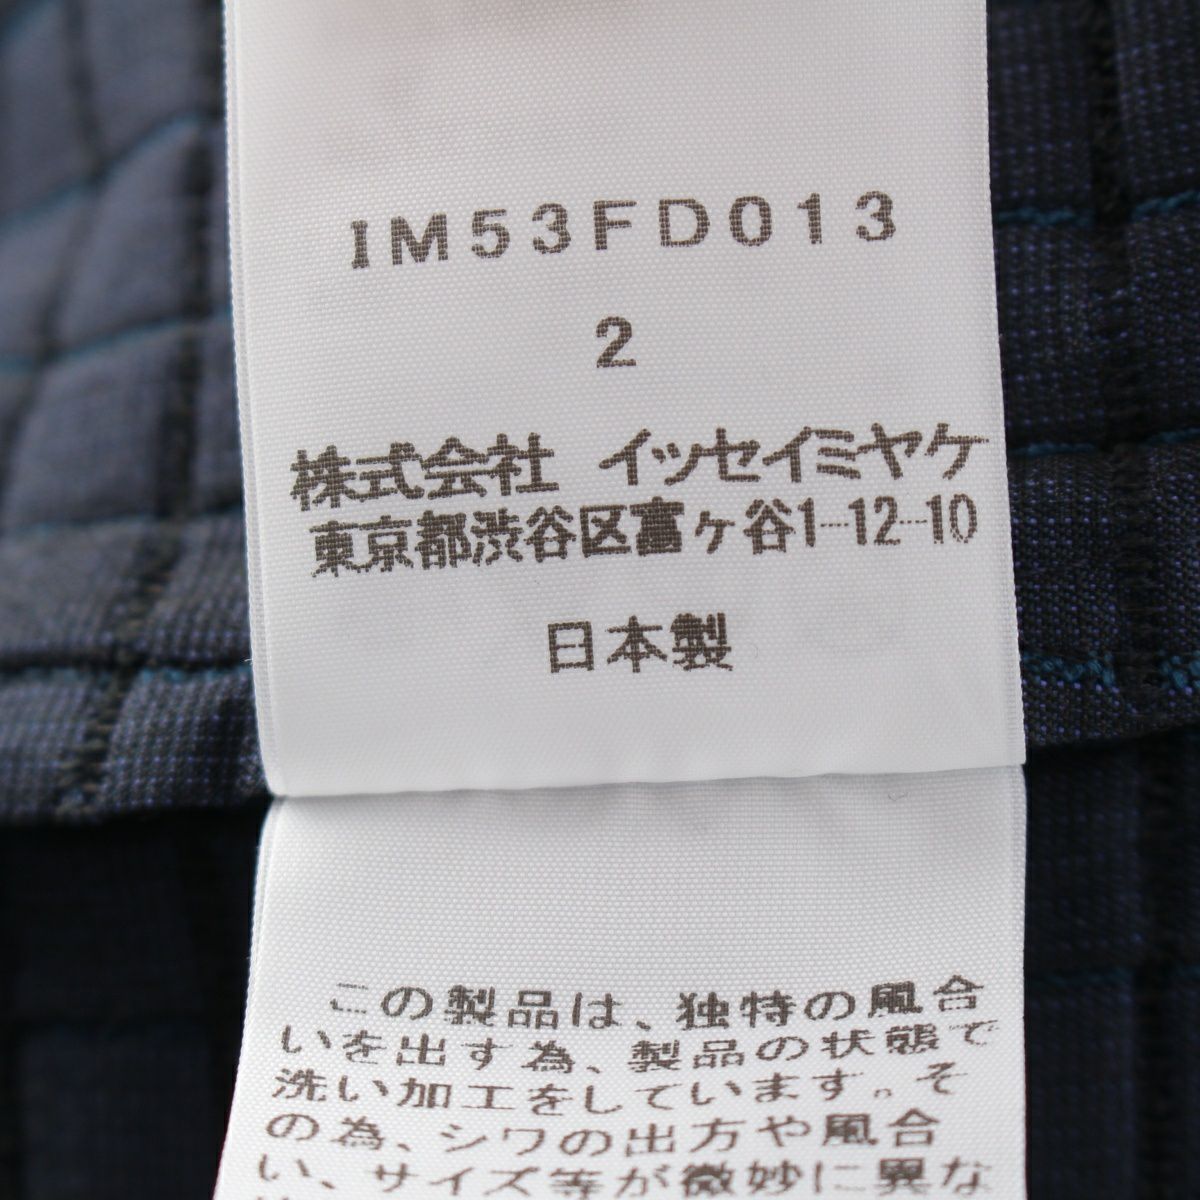 IM53FD013
2
株式会社 イッセイミヤケ
東京都渋谷区富ヶ谷1-12-10
日本製
この製品は、独特の風合
いを出す為、製品の状態で
洗い加工をしています。そ
の為、シワの出方や風合
い、サイズ等が微妙に異な